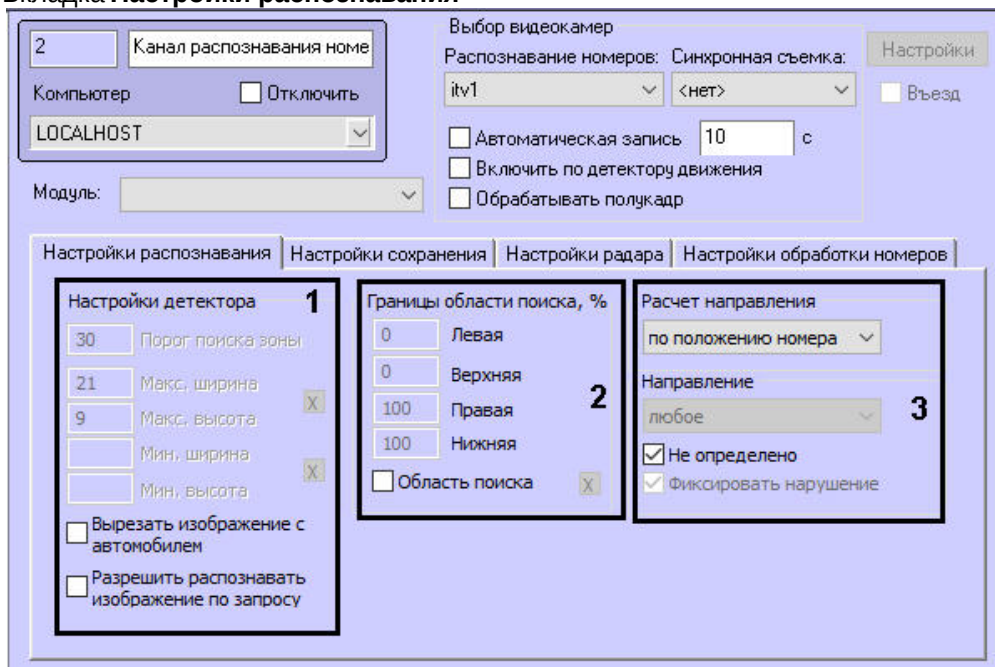 Вкладка Настройки распознавания
2
Канал распознавания номе
Компьютер
Отключить
LOCALHOST
Модуль:
Выбор видеокамер
Распознавание номеров: Синхронная съемка:
itv1
<нет>
Автоматическая запись 10 с
Включить по детектору движения
Обрабатывать полукадр
Настройки
Въезд
Настройки распознавания Настройки сохранения Настройки радара Настройки обработки номеров
Настройки детектора 1
30 Порог поиска зоны
21 Макс. ширина
9 Макс. высота
X
Мин. ширина
Мин. высота
X
Вырезать изображение с
автомобилем
Разрешить распознавать
изображение по запросу
Границы области поиска, %
0 Левая
0 Верхняя
100 Правая
100 Нижняя
2
Область поиска X
Расчет направления
по положению номера
Направление
любое
3
Не определено
Фиксировать нарушение